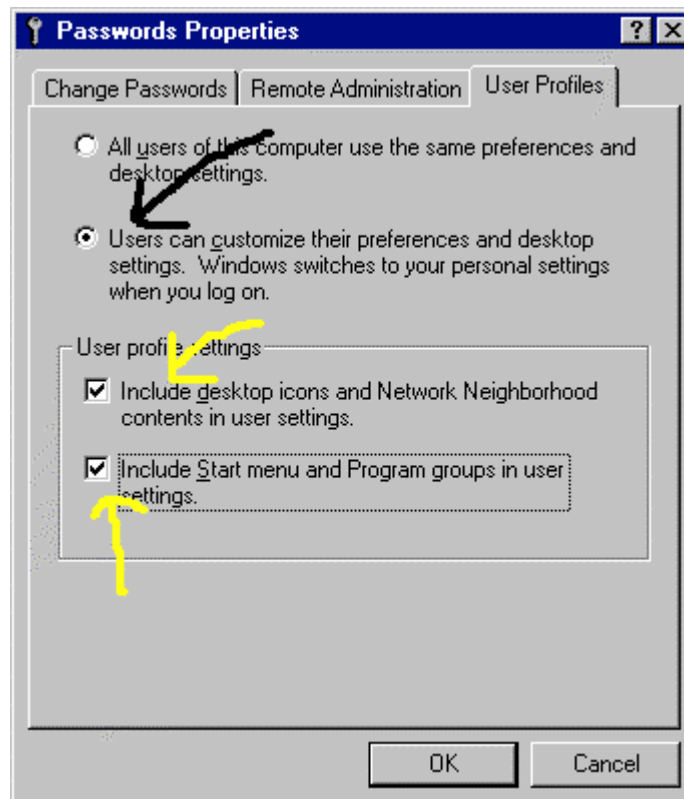 Passwords Properties
Change Passwords Remote Administration User Profiles
All users of this computer use the same preferences and
desktop settings.
Users can customize their preferences and desktop
settings. Windows switches to your personal settings
when you log on.
User profile settings
Include desktop icons and Network Neighborhood
contents in user settings.
Include Start menu and Program groups in user
settings.
OK Cancel